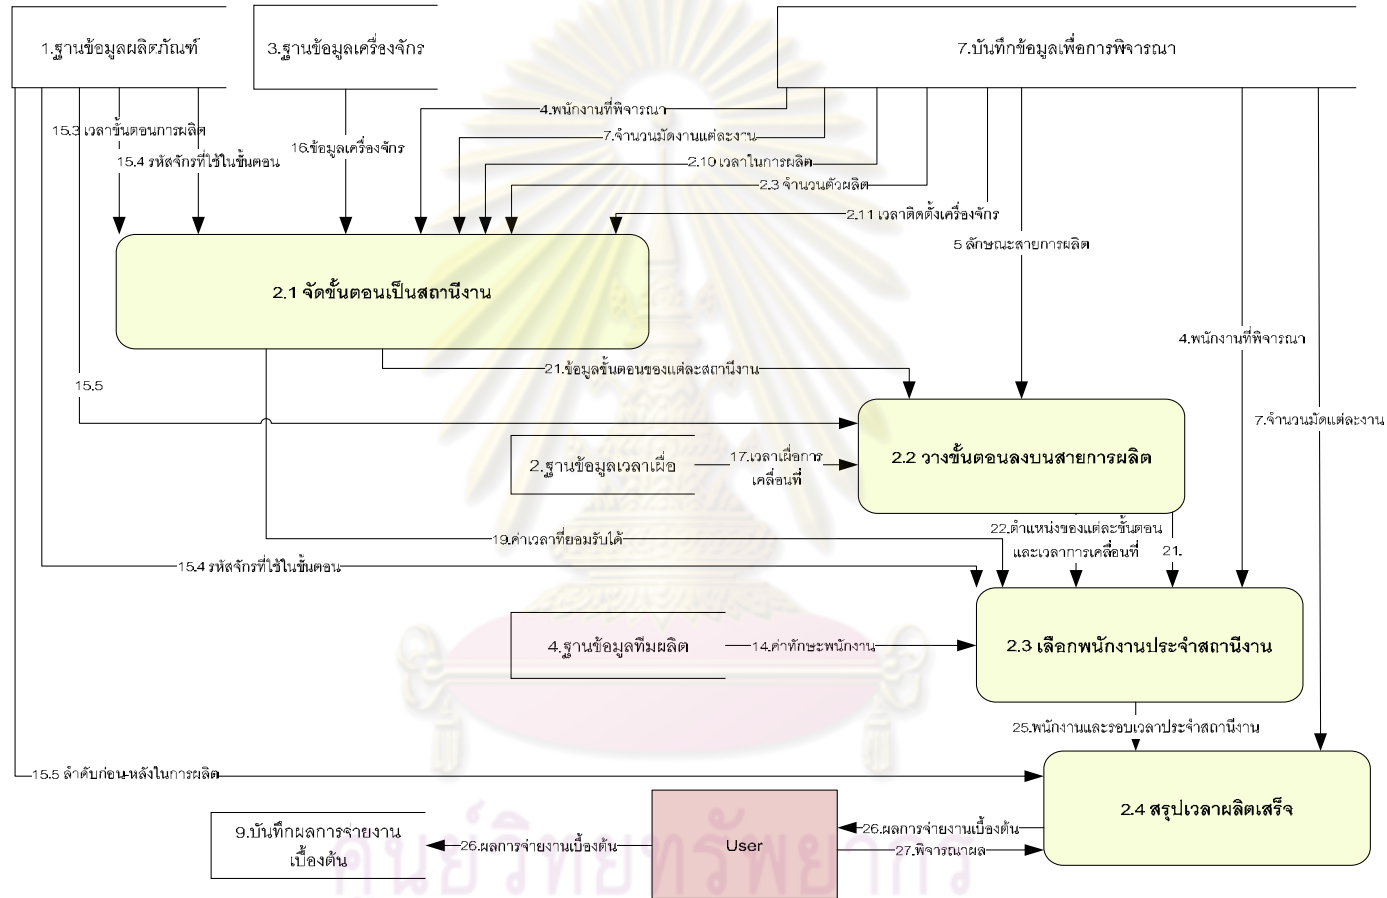 1.ฐานข้อมูลผลิตภัณฑ์
3.ฐานข้อมูลเครื่องจักร
7.บันทึกข้อมูลเพื่อการพิจารณา
4.พนักงานที่พิจารณา
15.3 เวลาขั้นตอนการผลิต
7.จำนวนมัดงานแต่ละงาน
16.ข้อมูลเครื่องจักร
15.4 รหัสจักรที่ใช้ในขั้นตอน
2.10 เวลาในการผลิต
2.3 จำนวนตัวผลิต
2.11 เวลาติดตั้งเครื่องจักร
5 ลักษณะสายการผลิต
2.1 จัดขั้นตอนเป็นสถานีงาน
4.พนักงานที่พิจารณา
21.ข้อมูลขั้นตอนของแต่ละสถานีงาน
15.5
7.จำนวนมัดแต่ละงาน
2.ฐานข้อมูลเวลาเผื่อ
17.เวลาเผื่อการ
เคลื่อนที่
2.2 วางขั้นตอนลงบนสายการผลิต
22.ตำแหน่งของแต่ละขั้นตอน
และเวลาการเคลื่อนที่
21.
19.ค่าเวลาที่ยอมรับได้
15.4 รหัสจักรที่ใช้ในขั้นตอน
4.ฐานข้อมูลทีมผลิต
14.ค่าทักษะพนักงาน
2.3 เลือกพนักงานประจำสถานีงาน
25.พนักงานและรอบเวลาประจำสถานีงาน
15.5 ลำดับก่อน-หลังในการผลิต
2.4 สรุปเวลาผลิตเสร็จ
9.บันทึกผลการจ่ายงาน
เบื้องต้น
26.ผลการจ่ายงานเบื้องต้น
User
26.ผลการจ่ายงานเบื้องต้น
27.พิจารณาผล
ศูนย์วิทยทรัพยากร